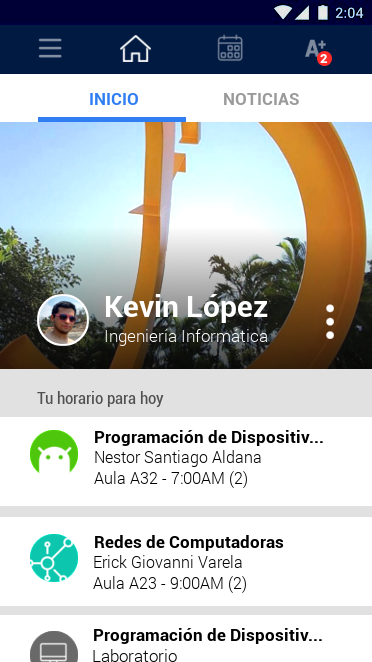 2:04
A+
2
INICIO
NOTICIAS
Kevin López
Ingeniería Informática
Tu horario para hoy
Programación de Dispositiv...
Nestor Santiago Aldana
Aula A32 - 7:00AM (2)
Redes de Computadoras
Erick Giovanni Varela
Aula A23 - 9:00AM (2)
Programación de Dispositiv...
Laboratorio